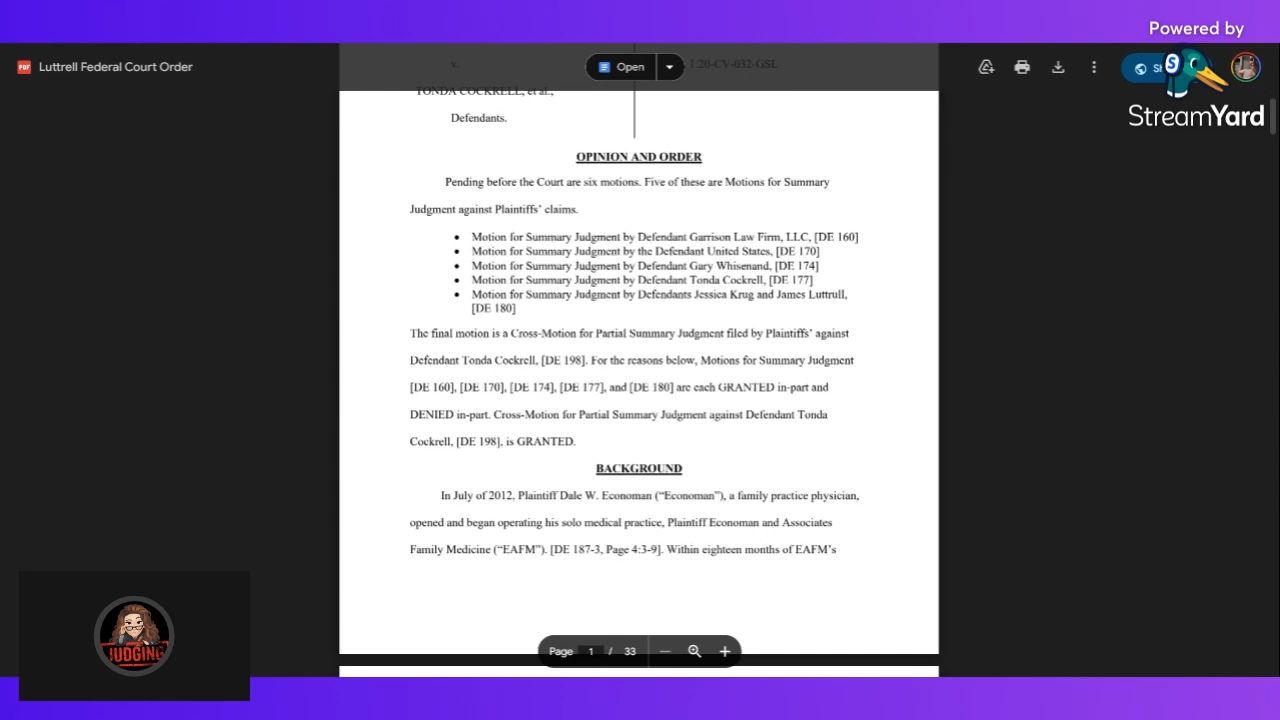 Powered by
StreamYard
Luttrell Federal Court Order
Open
v.
1:20-CV-032-GSL
TONDA COCKRELL, et al.,
Defendants.
OPINION AND ORDER
Pending before the Court are six motions. Five of these are Motions for Summary
Judgment against Plaintiffs' claims.
• Motion for Summary Judgment by Defendant Garrison Law Firm, LLC, [DE 160]
• Motion for Summary Judgment by the Defendant United States, [DE 170]
• Motion for Summary Judgment by Defendant Gary Whisenand, [DE 174]
• Motion for Summary Judgment by Defendant Tonda Cockrell, [DE 177]
• Motion for Summary Judgment by Defendants Jessica Krug and James Luttrull,
[DE 180]
The final motion is a Cross-Motion for Partial Summary Judgment filed by Plaintiffs' against
Defendant Tonda Cockrell, [DE 198]. For the reasons below, Motions for Summary Judgment
[DE 160], [DE 170], [DE 174], [DE 177], and [DE 180] are each GRANTED in-part and
DENIED in-part. Cross-Motion for Partial Summary Judgment against Defendant Tonda
Cockrell, [DE 198], is GRANTED.
BACKGROUND
In July of 2012, Plaintiff Dale W. Economan ("Economan"), a family practice physician,
opened and began operating his solo medical practice, Plaintiff Economan and Associates
Family Medicine ("EAFM"). [DE 187-3, Page 4:3-9]. Within eighteen months of EAFM's
Page 1 / 33
JUDGING